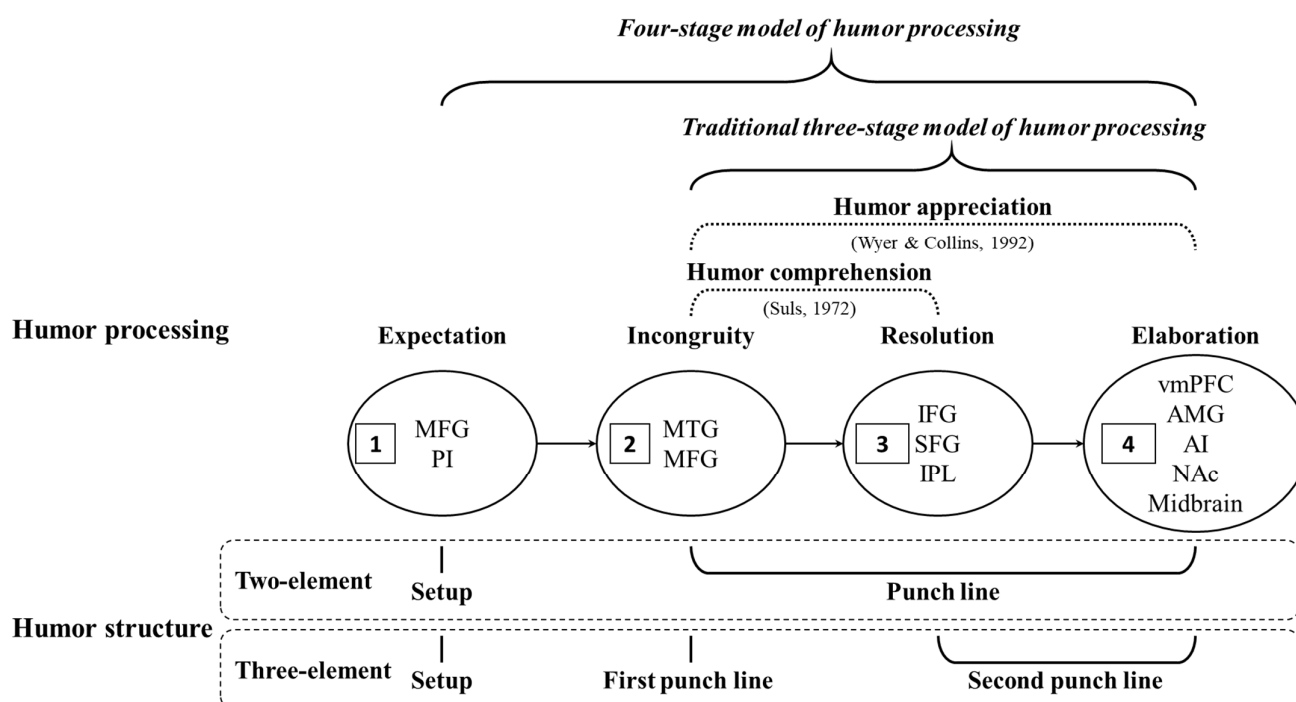 Four-stage model of humor processing
Traditional three-stage model of humor processing
Humor appreciation
(Wyer & Collins, 1992)
Humor comprehension
(Suls, 1972)
Humor processing
Expectation
Incongruity
Resolution
Elaboration
1
MFG
PI
2
MTG
MFG
3
IFG
SFG
IPL
4
vmPFC
AMG
AI
NAc
Midbrain
Humor structure
Two-element
Setup
Punch line
Three-element
Setup
First punch line
Second punch line